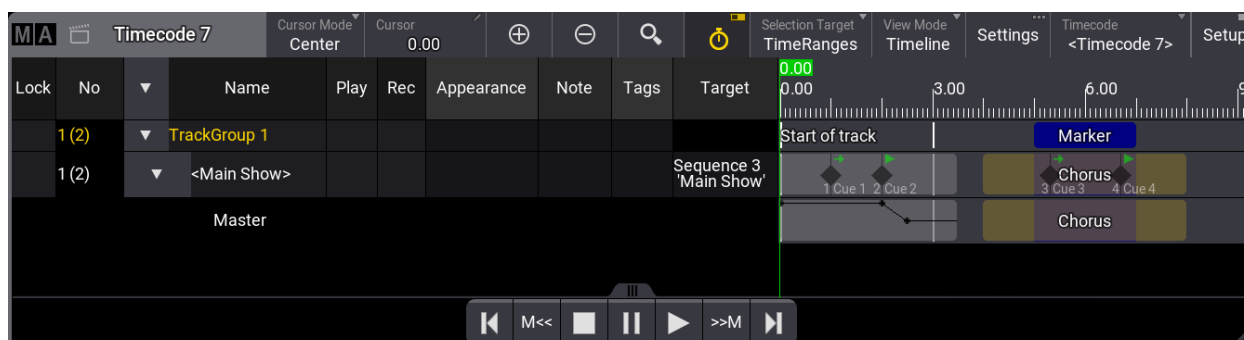 MA Timecode 7 Cursor Mode Center Cursor 0.00 Selection Target TimeRanges View Mode Timeline Settings Timecode <Timecode 7> Setup
Lock No Name Play Rec Appearance Note Tags Target
0.00
0.00 3.00 6.00 9
1 (2) TrackGroup 1 Start of track Marker
1 (2) <Main Show> Sequence 3 'Main Show' 1 Cue 1 2 Cue 2 Chorus 3 Cue 3 4 Cue 4
Master Chorus
M<< >>M